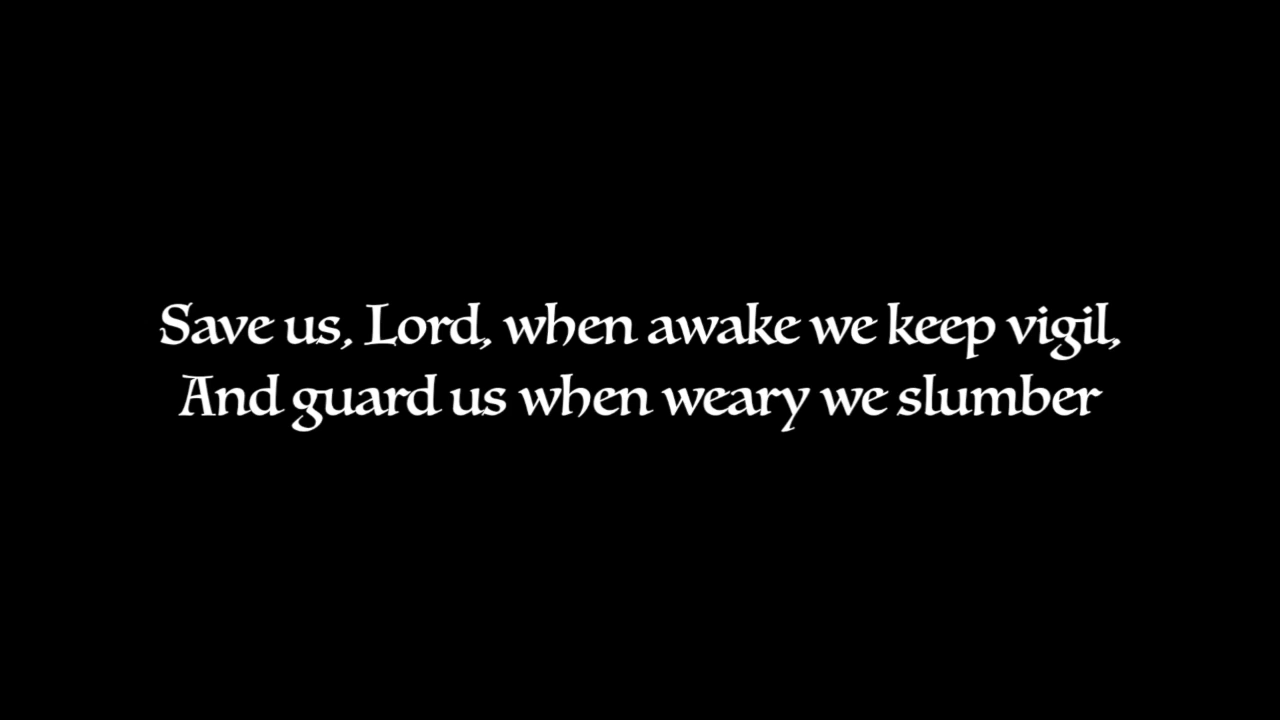 Save us, Lord, when awake we keep vigil,
And guard us when weary we slumber